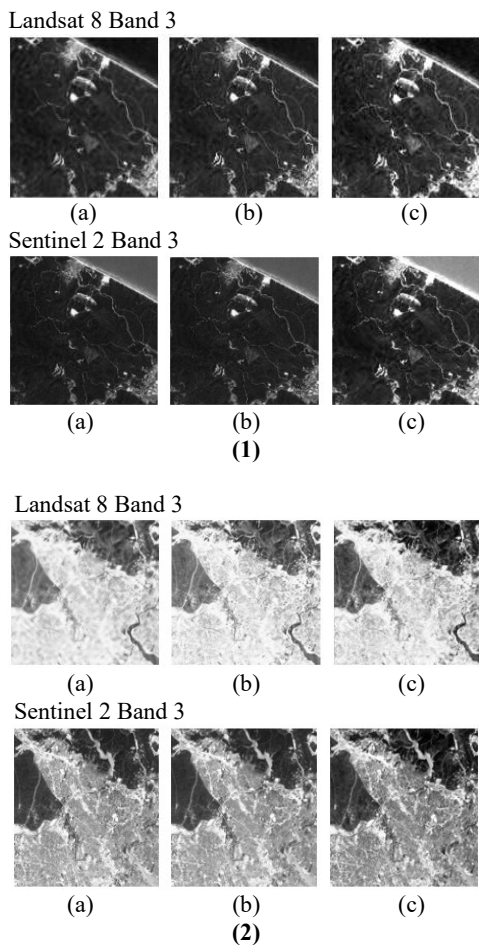 Landsat 8 Band 3
(a) (b) (c)
Sentinel 2 Band 3
(a) (b) (c)
(1)
Landsat 8 Band 3
(a) (b) (c)
Sentinel 2 Band 3
(a) (b) (c)
(2)